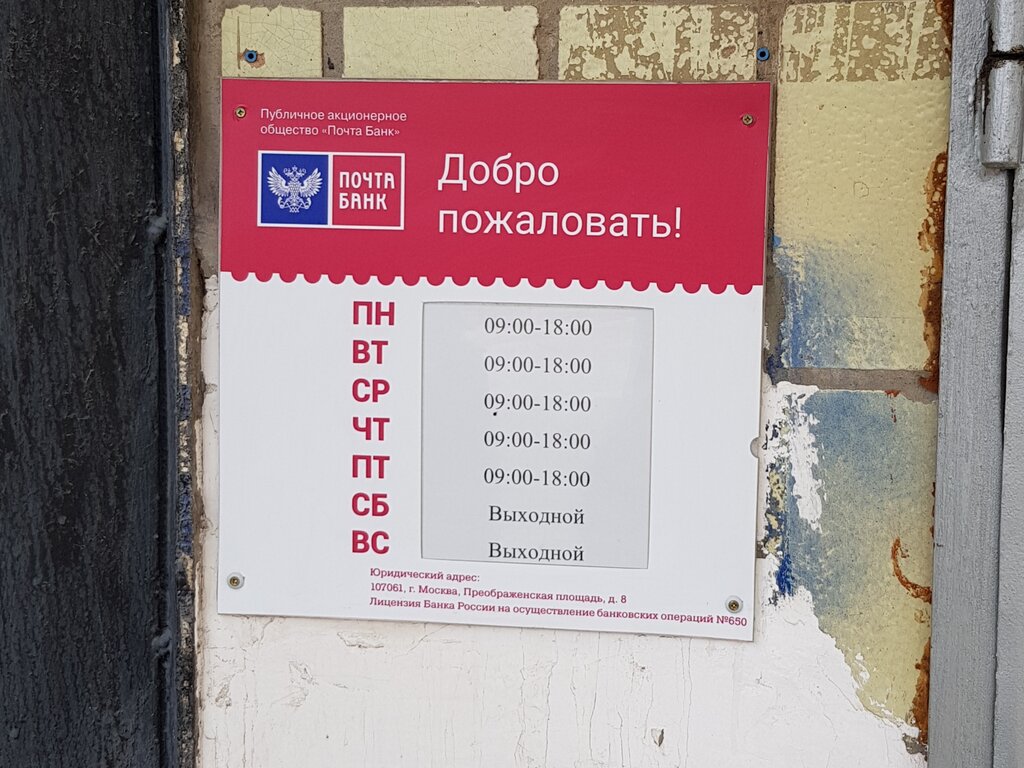 Публичное акционерное
общество «Почта Банк»
ПОЧТА
БАНК
Добро
пожаловать!
ПН 09:00-18:00
ВТ 09:00-18:00
СР 09:00-18:00
ЧТ 09:00-18:00
ПТ 09:00-18:00
СБ Выходной
ВС Выходной
Юридический адрес:
107061, г. Москва, Преображенская площадь, д. 8
Лицензия Банка России на осуществление банковских операций №650